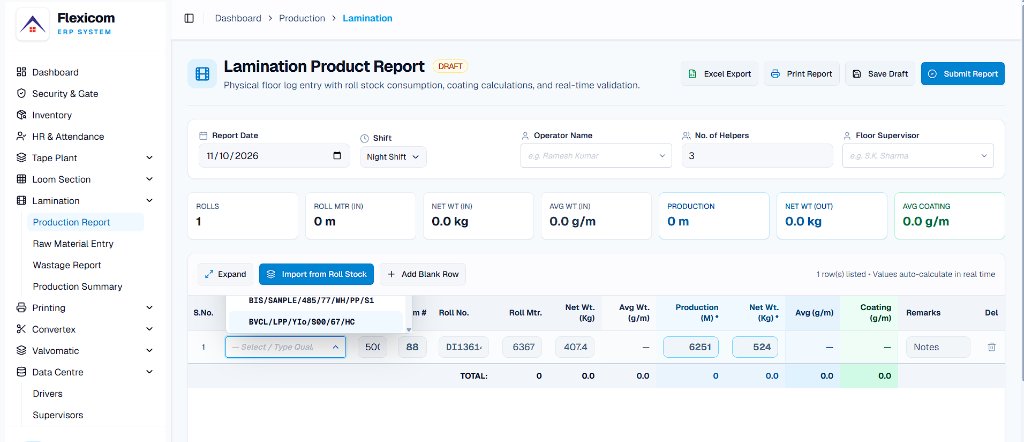 Flexicom
ERP SYSTEM
Dashboard
Production
Lamination
Dashboard
Security & Gate
Inventory
HR & Attendance
Tape Plant
Loom Section
Lamination
Production Report
Raw Material Entry
Wastage Report
Production Summary
Printing
Convertex
Valvomatic
Data Centre
Drivers
Supervisors
Lamination Product Report DRAFT
Physical floor log entry with roll stock consumption, coating calculations, and real-time validation.
Excel Export
Print Report
Save Draft
Submit Report
Report Date
11/10/2026
Shift
Night Shift
Operator Name
e.g. Ramesh Kumar
No. of Helpers
3
Floor Supervisor
e.g. S.K. Sharma
ROLLS
1
ROLL MTR (IN)
0 m
NET WT (IN)
0.0 kg
AVG WT (IN)
0.0 g/m
PRODUCTION
0 m
NET WT (OUT)
0.0 kg
AVG COATING
0.0 g/m
Expand
Import from Roll Stock
Add Blank Row
1 row(s) listed • Values auto-calculate in real time
BIS/SAMPLE/485/77/WH/PP/S1
BVCL/LPP/YIo/S00/67/HC
S.No. m # Roll No. Roll Mtr. Net Wt. (Kg) Avg Wt. (g/m) Production (M) * Net Wt. (Kg) * Avg (g/m) Coating (g/m) Remarks Del
1 — Select / Type Qual. 500 88 DI1361 6367 407.4 — 6251 524 — — Notes
TOTAL: 0 0.0 0.0 0 0.0 0.0 0.0